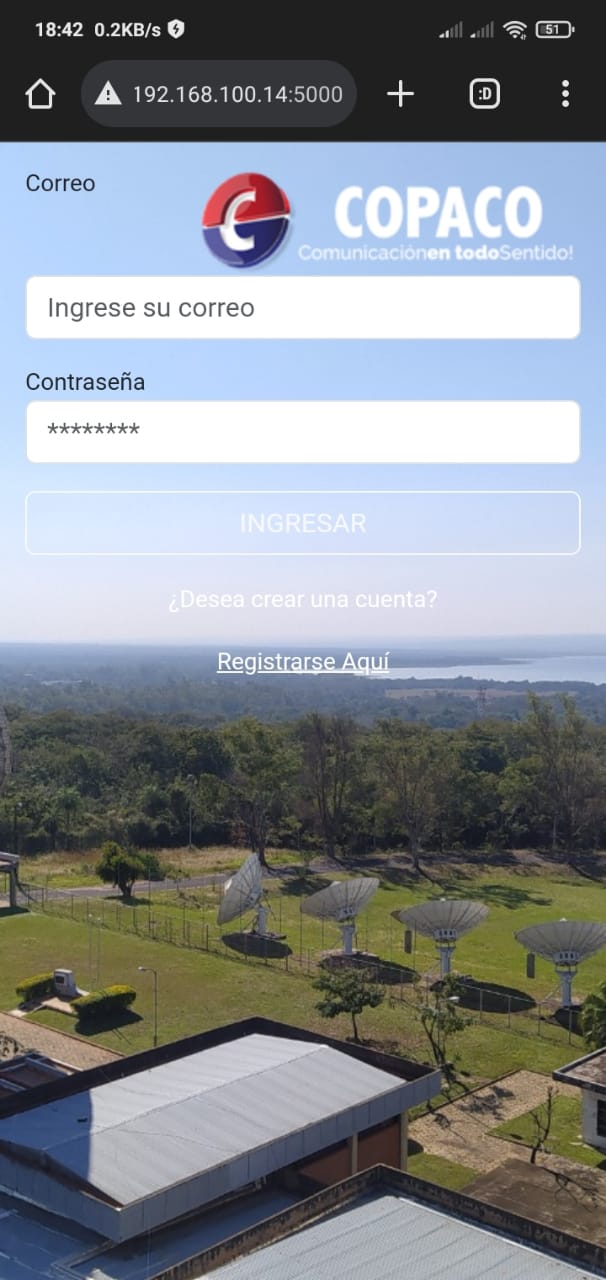 18:42 0.2KB/s
51
192.168.100.14:5000
:D
Correo
C
COPACO
Comunicaciónen todoSentido!
Ingrese su correo
Contraseña
********
INGRESAR
¿Desea crear una cuenta?
Registrarse Aquí